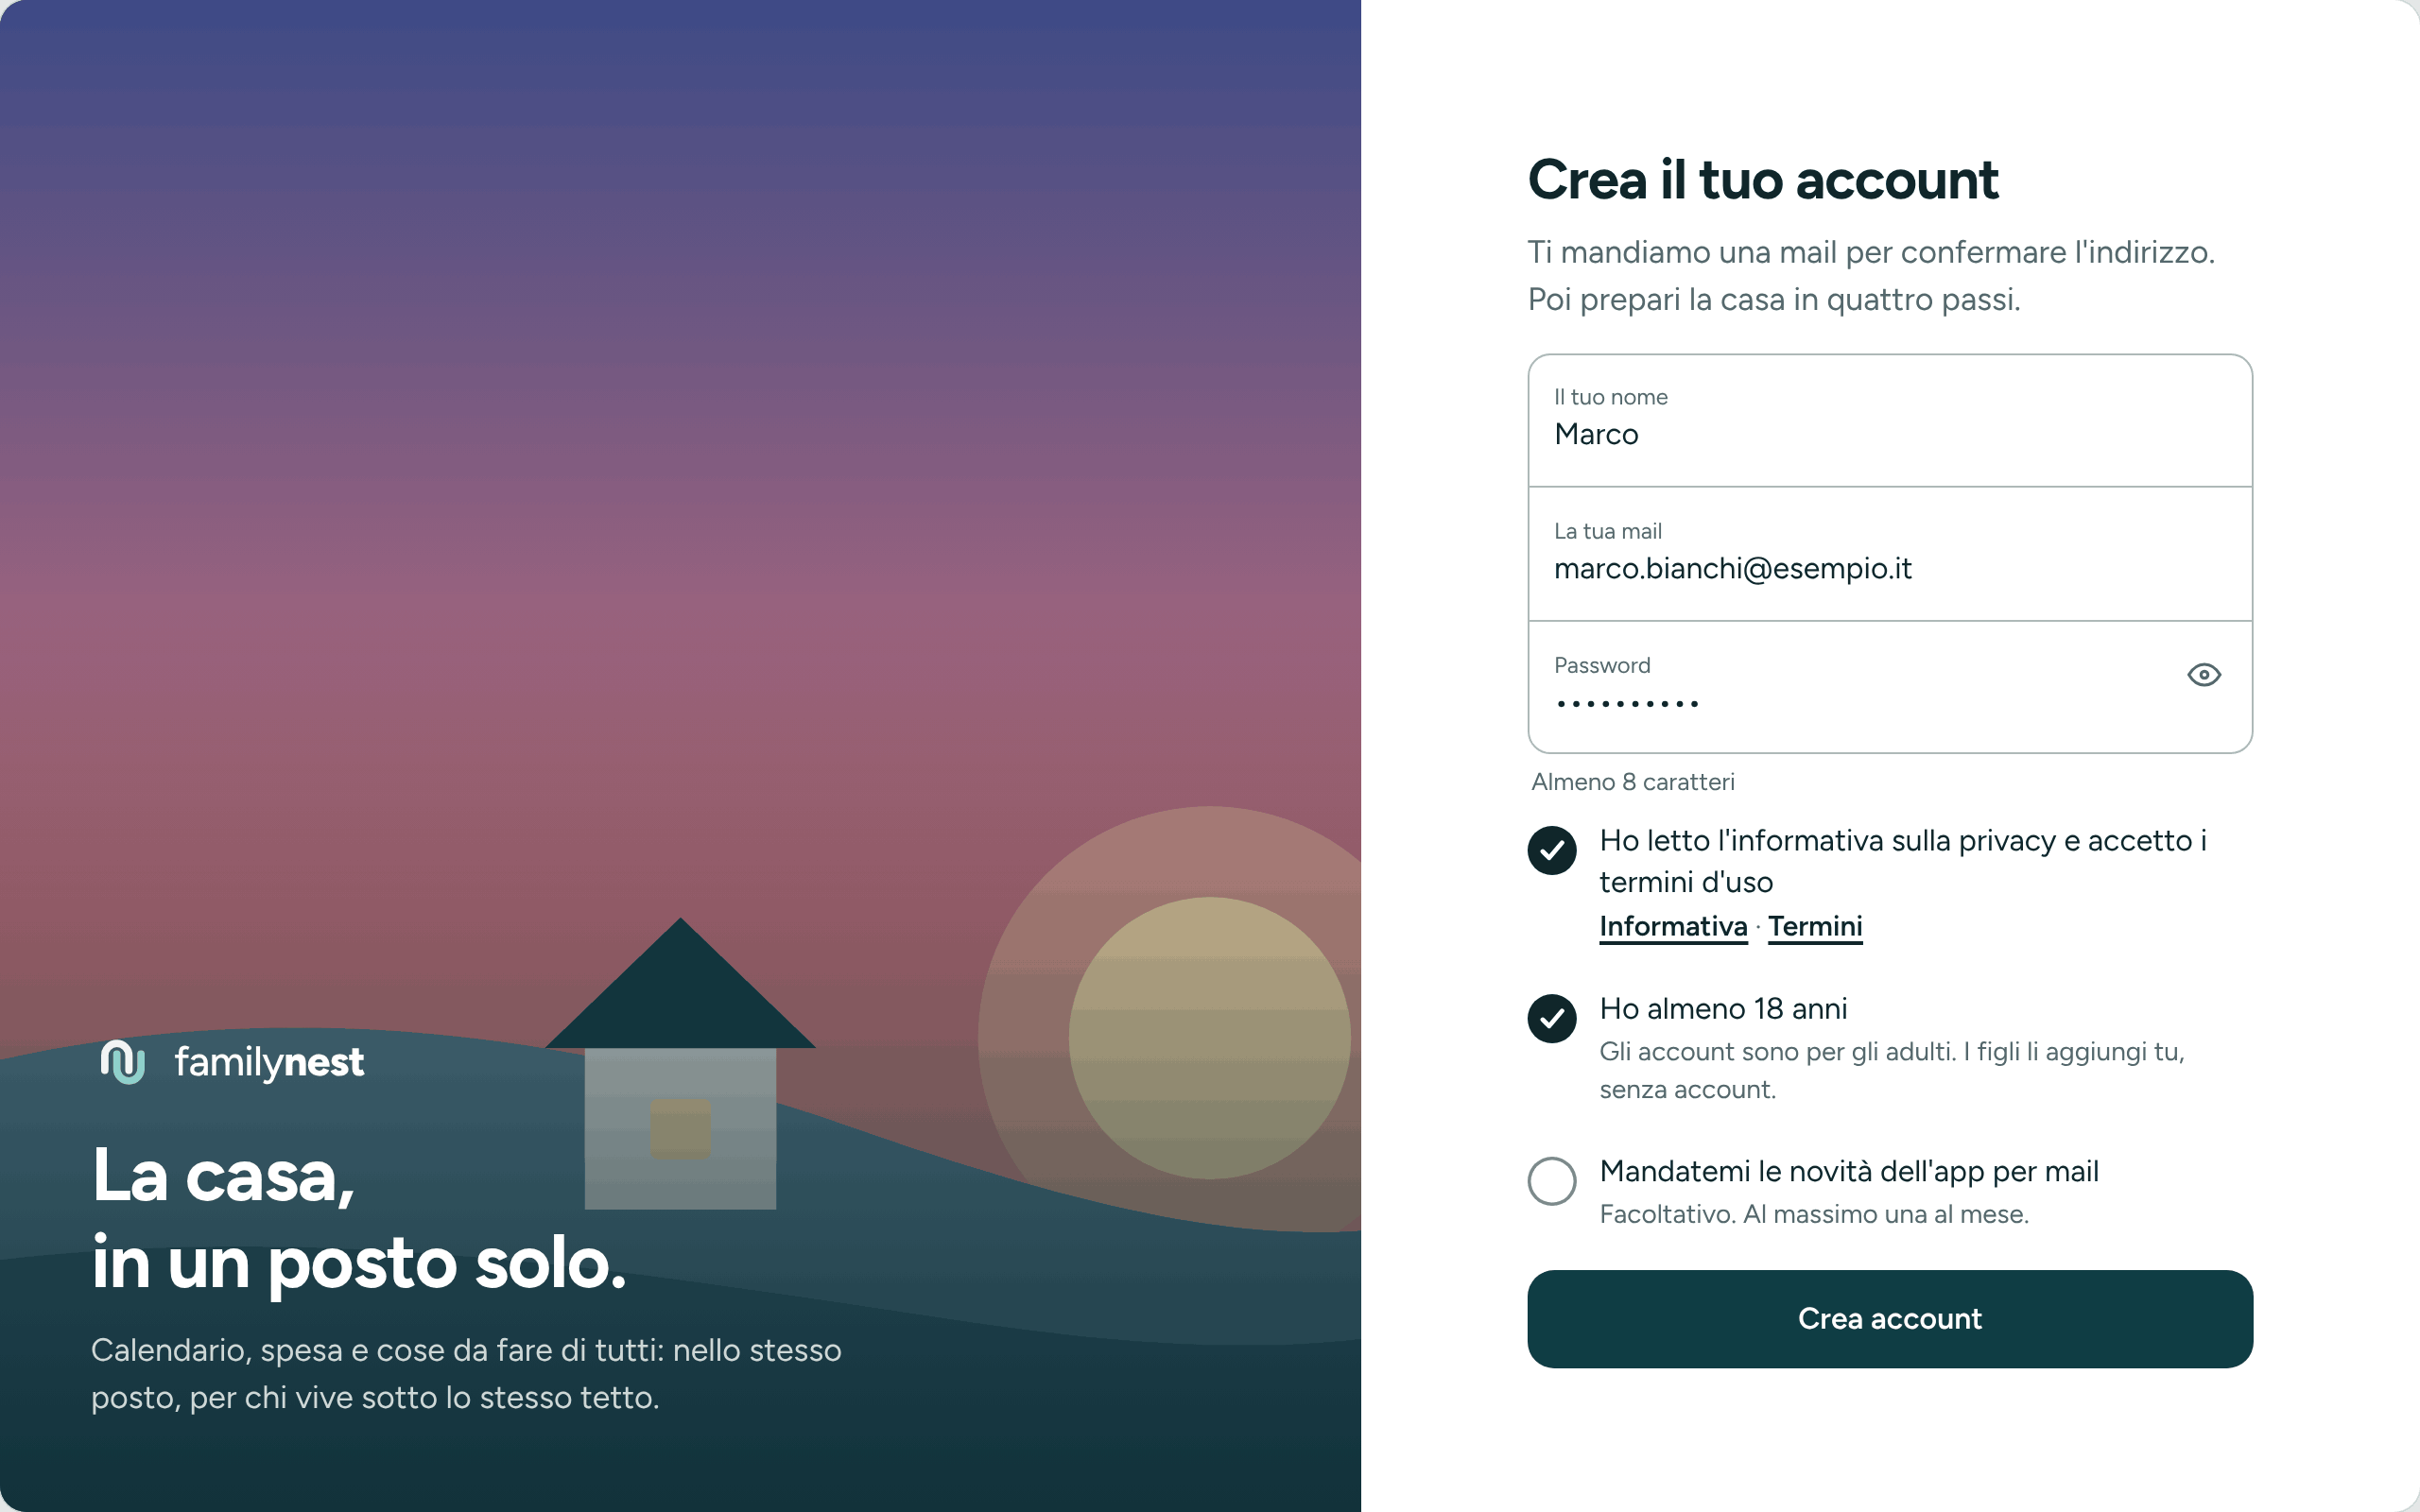 familynest
La casa,
in un posto solo.
Calendario, spesa e cose da fare di tutti: nello stesso
posto, per chi vive sotto lo stesso tetto.
Crea il tuo account
Ti mandiamo una mail per confermare l'indirizzo.
Poi prepari la casa in quattro passi.
Il tuo nome
Marco
La tua mail
marco.bianchi@esempio.it
Password
••••••••••
Almeno 8 caratteri
Ho letto l'informativa sulla privacy e accetto i
termini d'uso
Informativa · Termini
Ho almeno 18 anni
Gli account sono per gli adulti. I figli li aggiungi tu,
senza account.
Mandatemi le novità dell'app per mail
Facoltativo. Al massimo una al mese.
Crea account